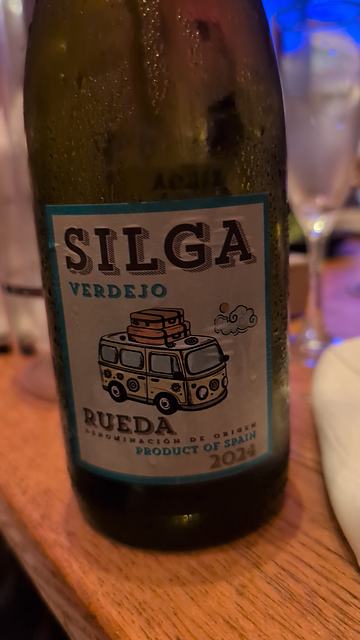 SILGA
VERDEJO
RUEDA
DENOMINACIÓN DE ORIGEN
PRODUCT OF SPAIN
2024